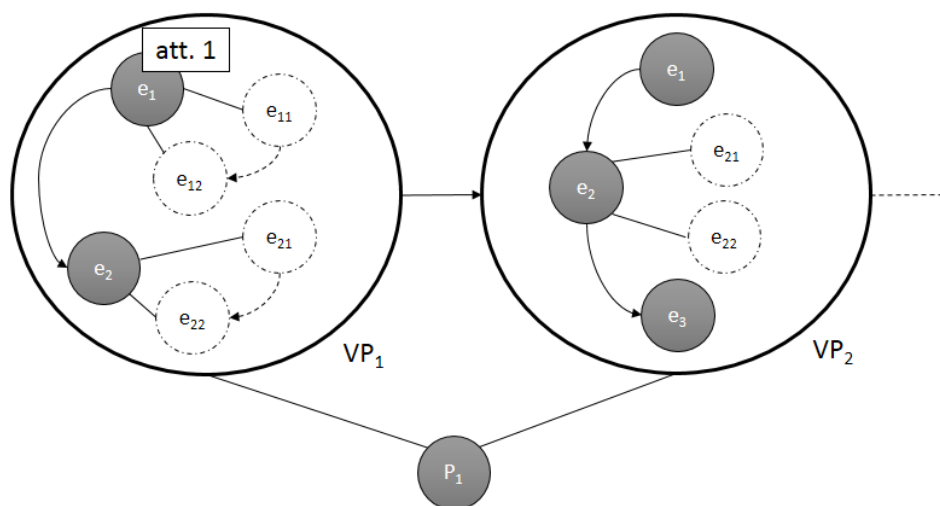 att. 1
e₁
e₁₁
e₁₂
e₂₁
e₂
e₂₂
VP₁
e₁
e₂₁
e₂
e₂₂
e₃
VP₂
P₁